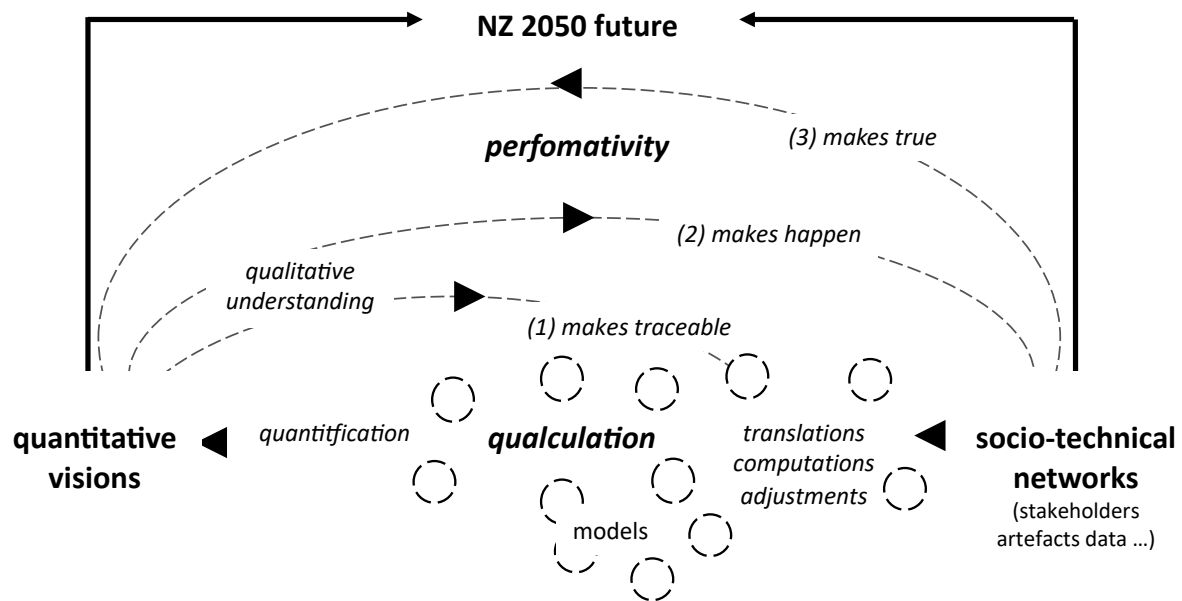 NZ 2050 future
(3) makes true
perfomativity
(2) makes happen
qualitative
understanding
(1) makes traceable
quantitative
visions
quantitfication
qualculation
translations
computations
adjustments
socio-technical
networks
(stakeholders
artefacts data ...)
models